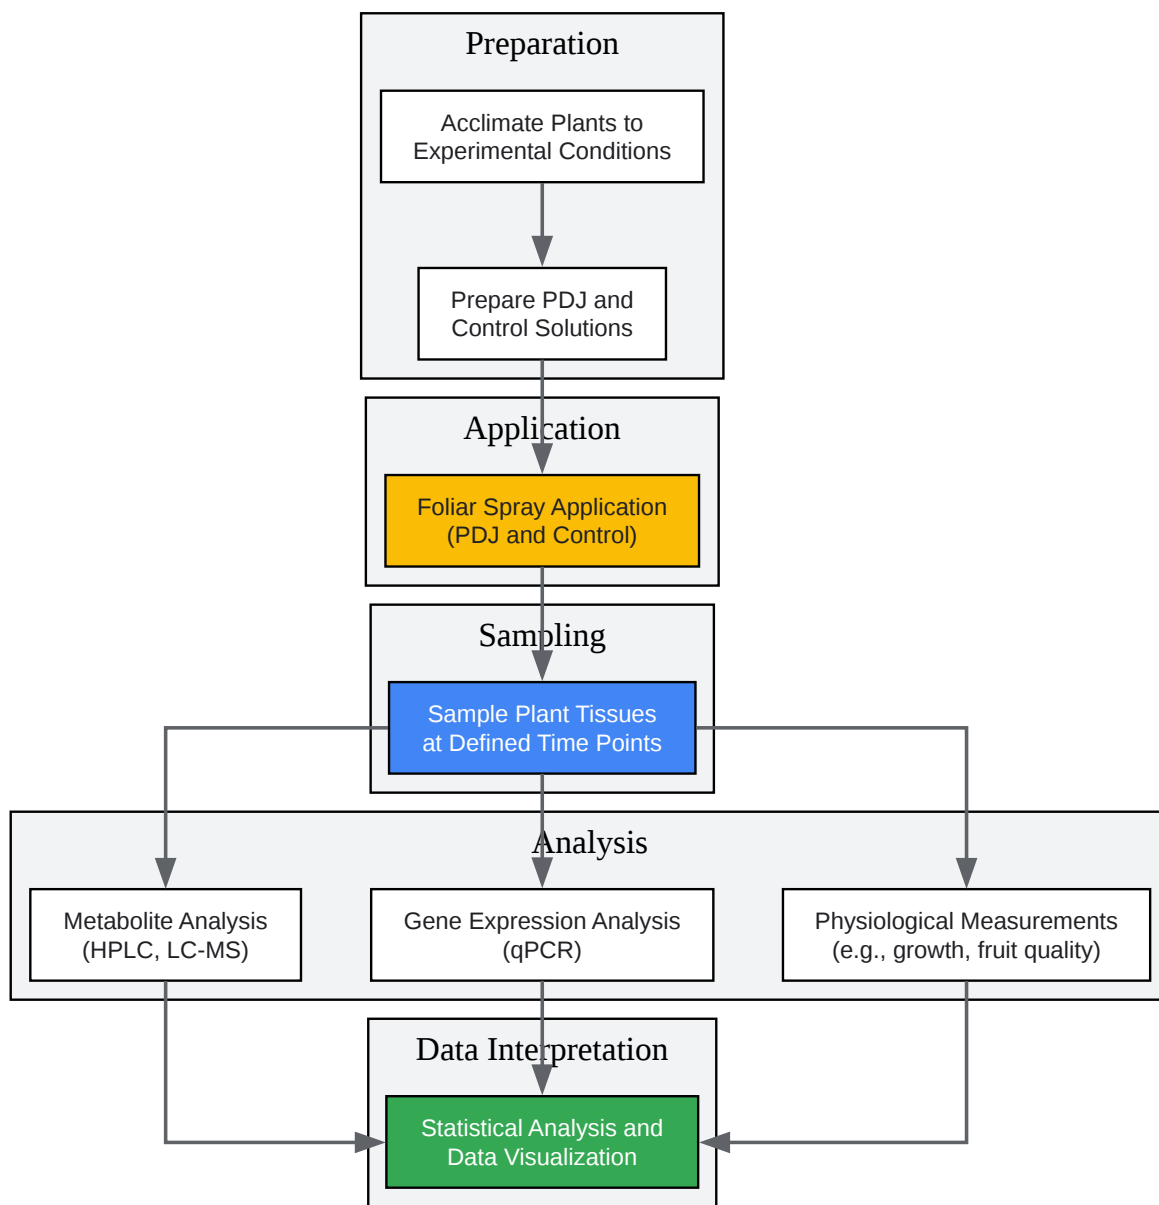 Preparation
Acclimate Plants to
Experimental Conditions
Prepare PDJ and
Control Solutions
Application
Foliar Spray Application
(PDJ and Control)
Sampling
Sample Plant Tissues
at Defined Time Points
Analysis
Metabolite Analysis
(HPLC, LC-MS)
Gene Expression Analysis
(qPCR)
Physiological Measurements
(e.g., growth, fruit quality)
Data Interpretation
Statistical Analysis and
Data Visualization